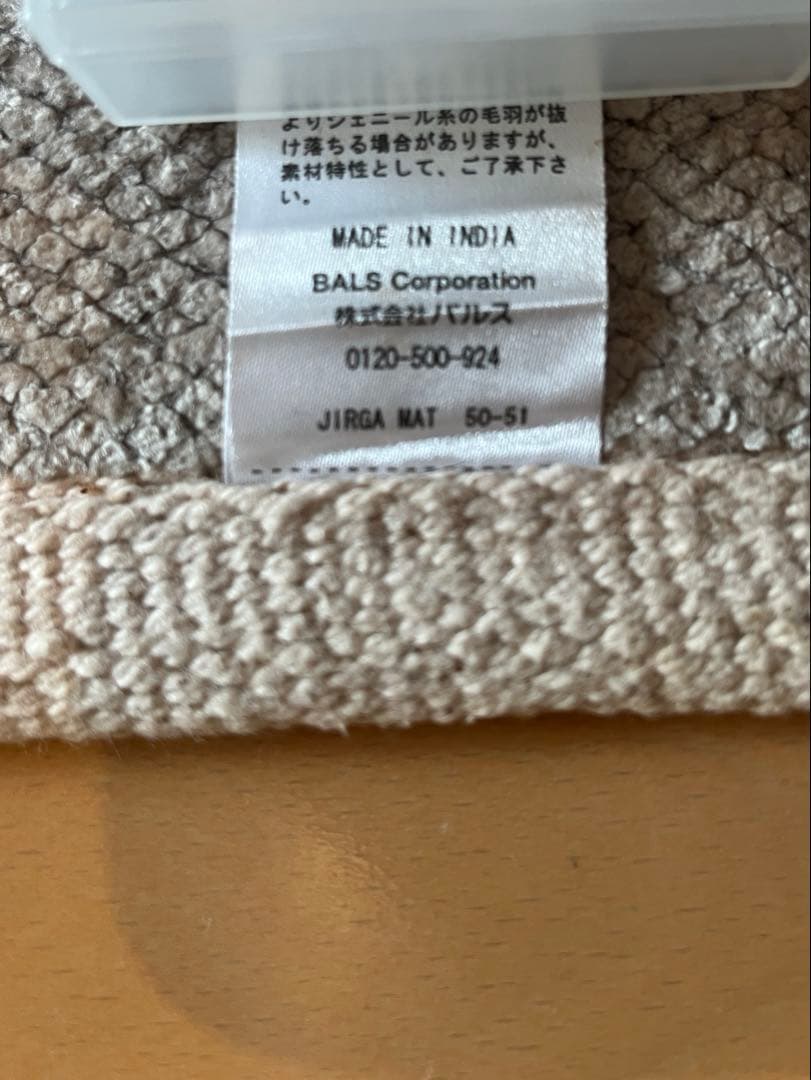 よりシェニール糸の毛羽が抜
け落ちる場合がありますが、
素材特性として、ご了承下さ
い。
MADE IN INDIA
BALS Corporation
株式会社バルス
0120-500-924
JIRGA MAT 50-51